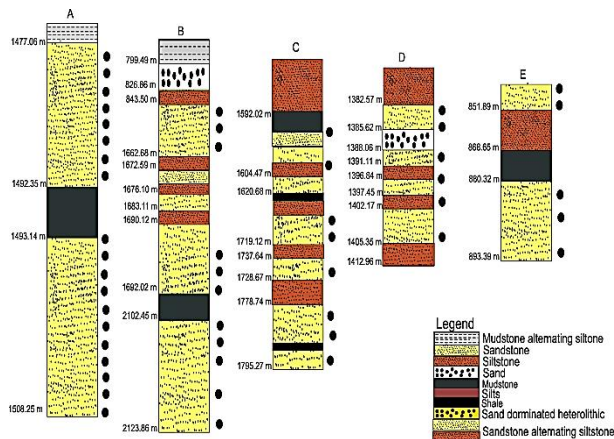 A
1477.06 m
1492.35 m
1493.14 m
1508.25 m
B
799.49 m
826.86 m
843.50 m
1662.68 m
1672.59 m
1676.10 m
1683.11 m
1690.12 m
1692.02 m
2102.45 m
2123.86 m
C
1592.02 m
1604.47 m
1620.68 m
1719.12 m
1737.64 m
1728.67 m
1778.74 m
1795.27 m
D
1382.57 m
1385.62 m
1388.06 m
1391.11 m
1396.84 m
1397.45 m
1402.17 m
1405.35 m
1412.96 m
E
851.89 m
866.65 m
860.32 m
893.39 m
Legend
Mudstone alternating siltone
Sandstone
Siltstone
Sand
Mudstone
Silts
Shale
Sand dorminated heterolithic
Sandstone alternating siltstone